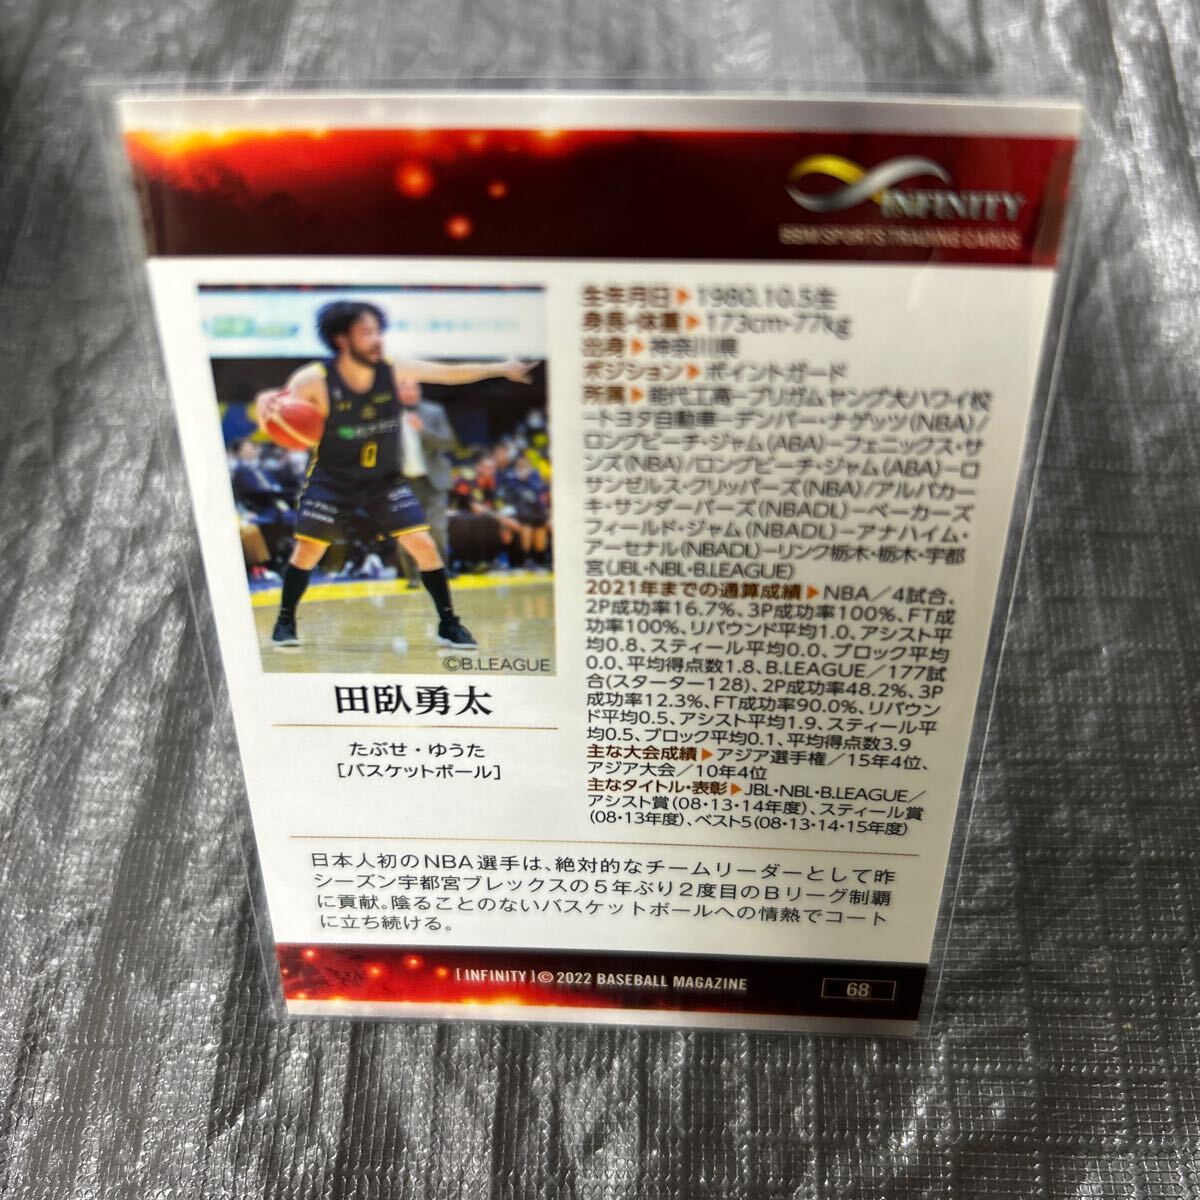 INFINITY
BBM SPORTS TRADING CARDS
生年月日▶1980.10.5生
身長・体重▶173cm・77kg
出身▶神奈川県
ポジション▶ポイントガード
所属▶能代工高ーブリガムヤング大ハワイ校
ートヨタ自動車ーデンバー・ナゲッツ(NBA)/
ロングビーチ・ジャム(ABA)ーフェニックス・サ
ンズ(NBA)/ロングビーチ・ジャム(ABA)ーロ
サンゼルス・クリッパーズ(NBA)/アルバカー
キ・サンダーバーズ(NBADL)ーベーカーズ
フィールド・ジャム(NBADL)ーアナハイム・
アーセナル(NBADL)ーリンク栃木・栃木・宇都
宮(JBL・NBL・B.LEAGUE)
2021年までの通算成績▶NBA／4試合、
2P成功率16.7%、3P成功率100%、FT成
功率100%、リバウンド平均1.0、アシスト平
均0.8、スティール平均0.0、ブロック平均
0.0、平均得点数1.8、B.LEAGUE／177試
合(スターター128)、2P成功率48.2%、3P
成功率12.3%、FT成功率90.0%、リバウン
ド平均0.5、アシスト平均1.9、スティール平
均0.5、ブロック平均0.1、平均得点数3.9
主な大会成績▶アジア選手権／15年4位、
アジア大会／10年4位
主なタイトル・表彰▶JBL・NBL・B.LEAGUE／
アシスト賞(08・13・14年度)、スティール賞
(08・13年度)、ベスト5(08・13・14・15年度)
0
©B.LEAGUE
田臥勇太
たぶせ・ゆうた
[バスケットボール]
日本人初のNBA選手は、絶対的なチームリーダーとして昨
シーズン宇都宮ブレックスの5年ぶり2度目のBリーグ制覇
に貢献。陰ることのないバスケットボールへの情熱でコート
に立ち続ける。
[INFINITY]©2022 BASEBALL MAGAZINE
68